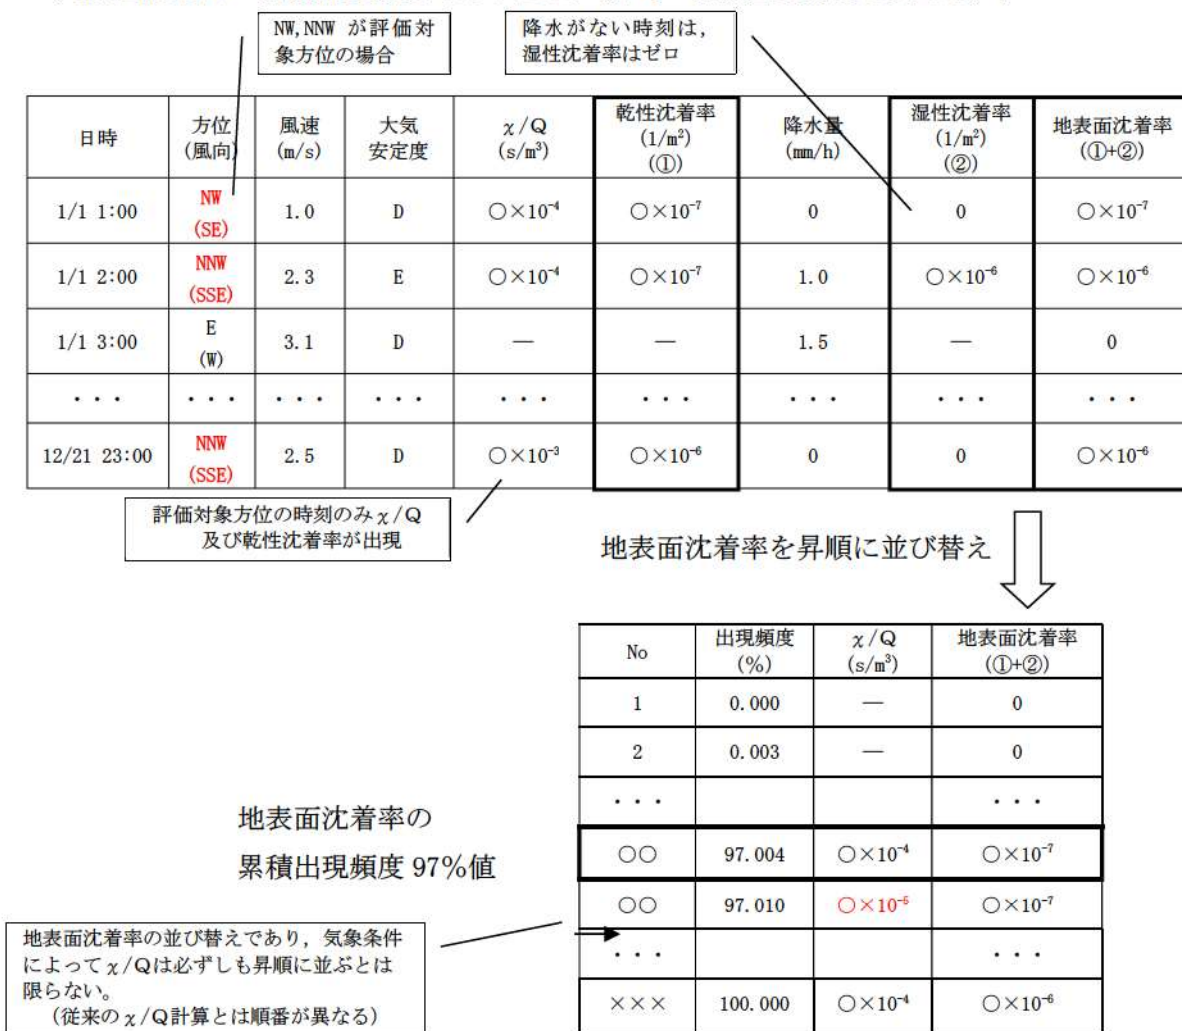 NW,NNW が評価対
象方位の場合
降水がない時刻は，
湿性沈着率はゼロ
日時 方位 (風向) 風速 (m/s) 大気 安定度 χ/Q (s/m³) 乾性沈着率 (1/m²) (①) 降水量 (mm/h) 湿性沈着率 (1/m²) (②) 地表面沈着率 (①+②)
1/1 1:00 NW (SE) 1.0 D ○×10⁻⁴ ○×10⁻⁷ 0 0 ○×10⁻⁷
1/1 2:00 NNW (SSE) 2.3 E ○×10⁻⁴ ○×10⁻⁷ 1.0 ○×10⁻⁶ ○×10⁻⁶
1/1 3:00 E (W) 3.1 D — — 1.5 — 0
・・・ ・・・ ・・・ ・・・ ・・・ ・・・ ・・・ ・・・ ・・・
12/21 23:00 NNW (SSE) 2.5 D ○×10⁻³ ○×10⁻⁶ 0 0 ○×10⁻⁶
評価対象方位の時刻のみχ/Q
及び乾性沈着率が出現
地表面沈着率を昇順に並び替え
No 出現頻度 (%) χ/Q (s/m³) 地表面沈着率 (①+②)
1 0.000 — 0
2 0.003 — 0
・・・ ・・・
○○ 97.004 ○×10⁻⁴ ○×10⁻⁷
○○ 97.010 ○×10⁻⁵ ○×10⁻⁷
・・・ ・・・
××× 100.000 ○×10⁻⁴ ○×10⁻⁶
地表面沈着率の
累積出現頻度 97%値
地表面沈着率の並び替えであり，気象条件
によってχ/Qは必ずしも昇順に並ぶとは
限らない。
（従来のχ/Q計算とは順番が異なる）